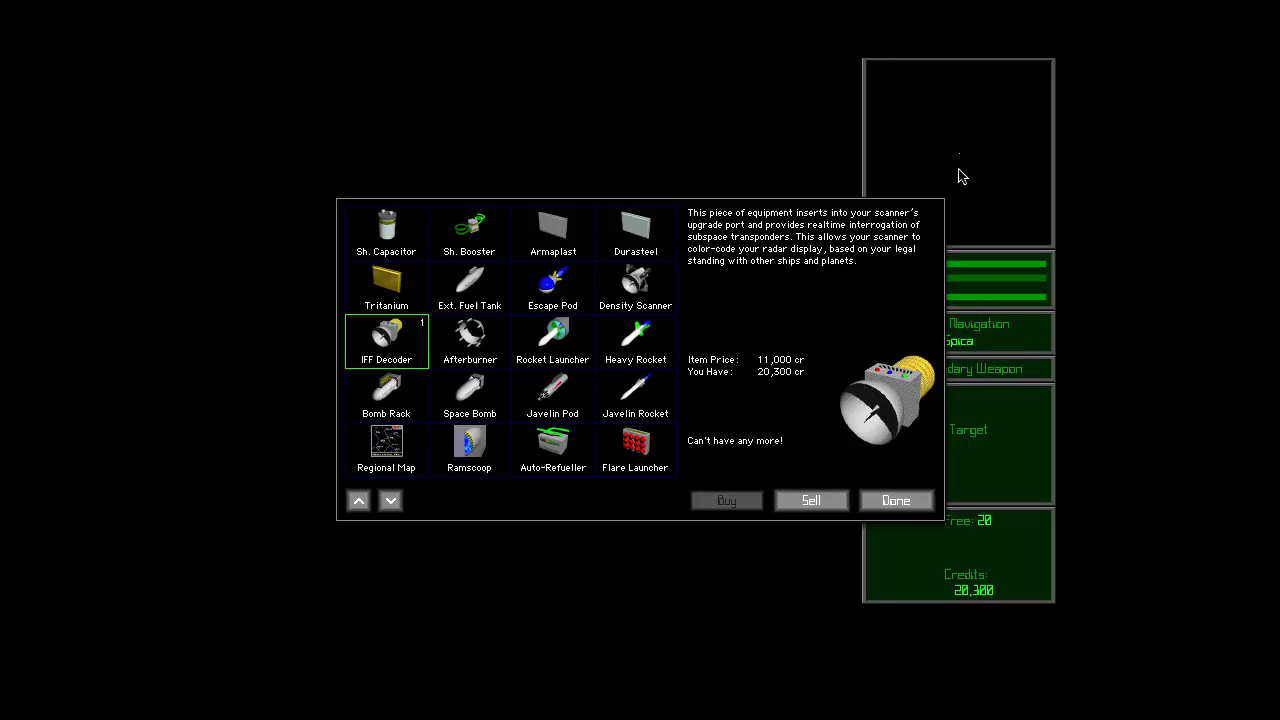 Sh. Capacitor
Sh. Booster
Armaplast
Durasteel
Tritanium
Ext. Fuel Tank
Escape Pod
Density Scanner
1
IFF Decoder
Afterburner
Rocket Launcher
Heavy Rocket
Bomb Rack
Space Bomb
Javelin Pod
Javelin Rocket
Regional Map
Ramscoop
Auto-Refueller
Flare Launcher
This piece of equipment inserts into your scanner's
upgrade port and provides realtime interrogation of
subspace transponders. This allows your scanner to
color-code your radar display, based on your legal
standing with other ships and planets.
Item Price: 11,000 cr
You Have: 20,300 cr
Can't have any more!
Buy
Sell
Done
Navigation
Spica
dary Weapon
Target
Free: 20
Credits:
20,300